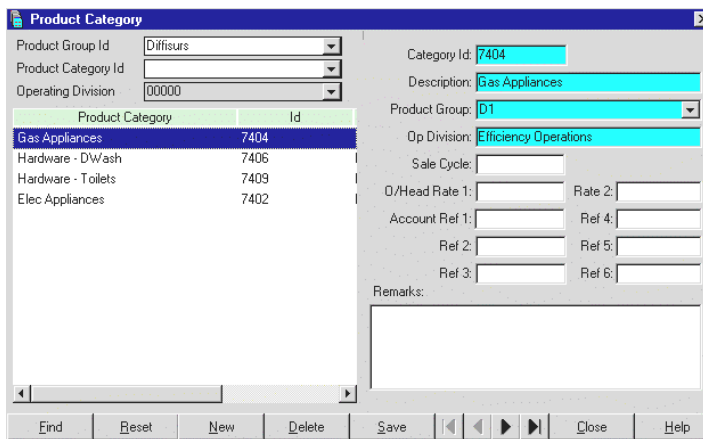 Product Category
Product Group Id Diffisurs
Product Category Id
Operating Division 00000
Product Category Id
Gas Appliances 7404
Hardware - DWash 7406
Hardware - Toilets 7409
Elec Appliances 7402
Category Id: 7404
Description: Gas Appliances
Product Group: D1
Op Division: Efficiency Operations
Sale Cycle:
O/Head Rate 1: Rate 2:
Account Ref 1: Ref 4:
Ref 2: Ref 5:
Ref 3: Ref 6:
Remarks:
Find Reset New Delete Save Close Help